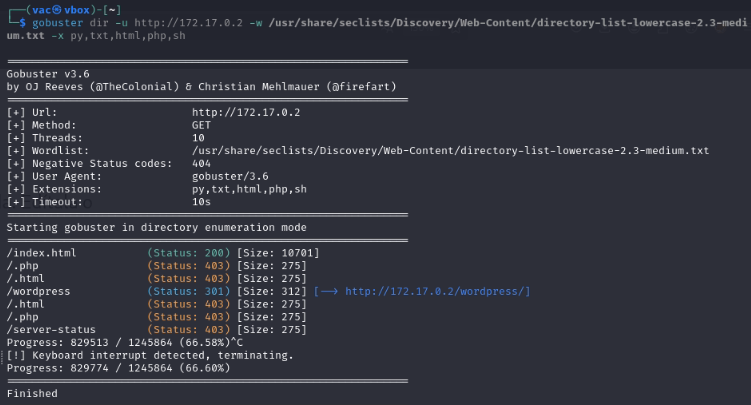 ┌──(vac㉿vbox)-[~]
└─$ gobuster dir -u http://172.17.0.2 -w /usr/share/seclists/Discovery/Web-Content/directory-list-lowercase-2.3-medi
um.txt -x py,txt,html,php,sh
===============================================================
Gobuster v3.6
by OJ Reeves (@TheColonial) & Christian Mehlmauer (@firefart)
===============================================================
[+] Url: http://172.17.0.2
[+] Method: GET
[+] Threads: 10
[+] Wordlist: /usr/share/seclists/Discovery/Web-Content/directory-list-lowercase-2.3-medium.txt
[+] Negative Status codes: 404
[+] User Agent: gobuster/3.6
[+] Extensions: py,txt,html,php,sh
[+] Timeout: 10s
===============================================================
Starting gobuster in directory enumeration mode
===============================================================
/index.html (Status: 200) [Size: 10701]
/.php (Status: 403) [Size: 275]
/.html (Status: 403) [Size: 275]
/wordpress (Status: 301) [Size: 312] [--> http://172.17.0.2/wordpress/]
/.html (Status: 403) [Size: 275]
/.php (Status: 403) [Size: 275]
/server-status (Status: 403) [Size: 275]
Progress: 829513 / 1245864 (66.58%)^C
[!] Keyboard interrupt detected, terminating.
Progress: 829774 / 1245864 (66.60%)
===============================================================
Finished